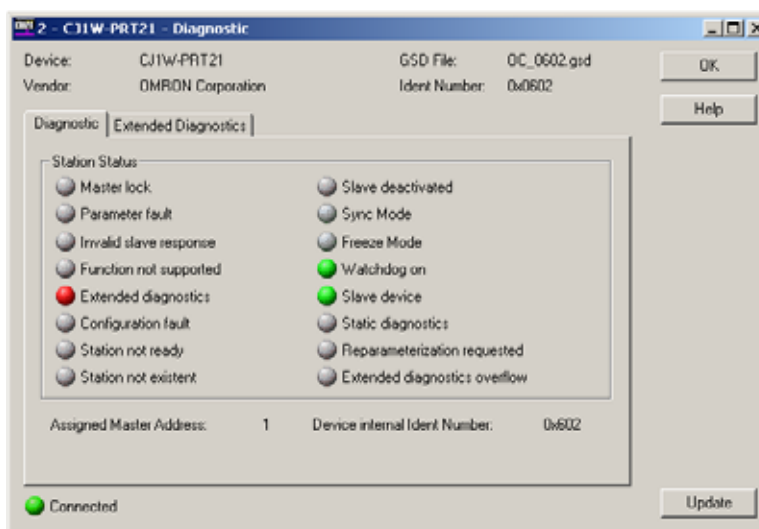 2 - CJ1W-PRT21 - Diagnostic
Device: CJ1W-PRT21 GSD File: OC_0602.gsd
Vendor: OMRON Corporation Ident Number: 0x0602
OK
Help
Diagnostic Extended Diagnostics
Station Status
Master lock Slave deactivated
Parameter fault Sync Mode
Invalid slave response Freeze Mode
Function not supported Watchdog on
Extended diagnostics Slave device
Configuration fault Static diagnostics
Station not ready Reparameterization requested
Station not existent Extended diagnostics overflow
Assigned Master Address: 1 Device internal Ident Number: 0x602
Connected
Update